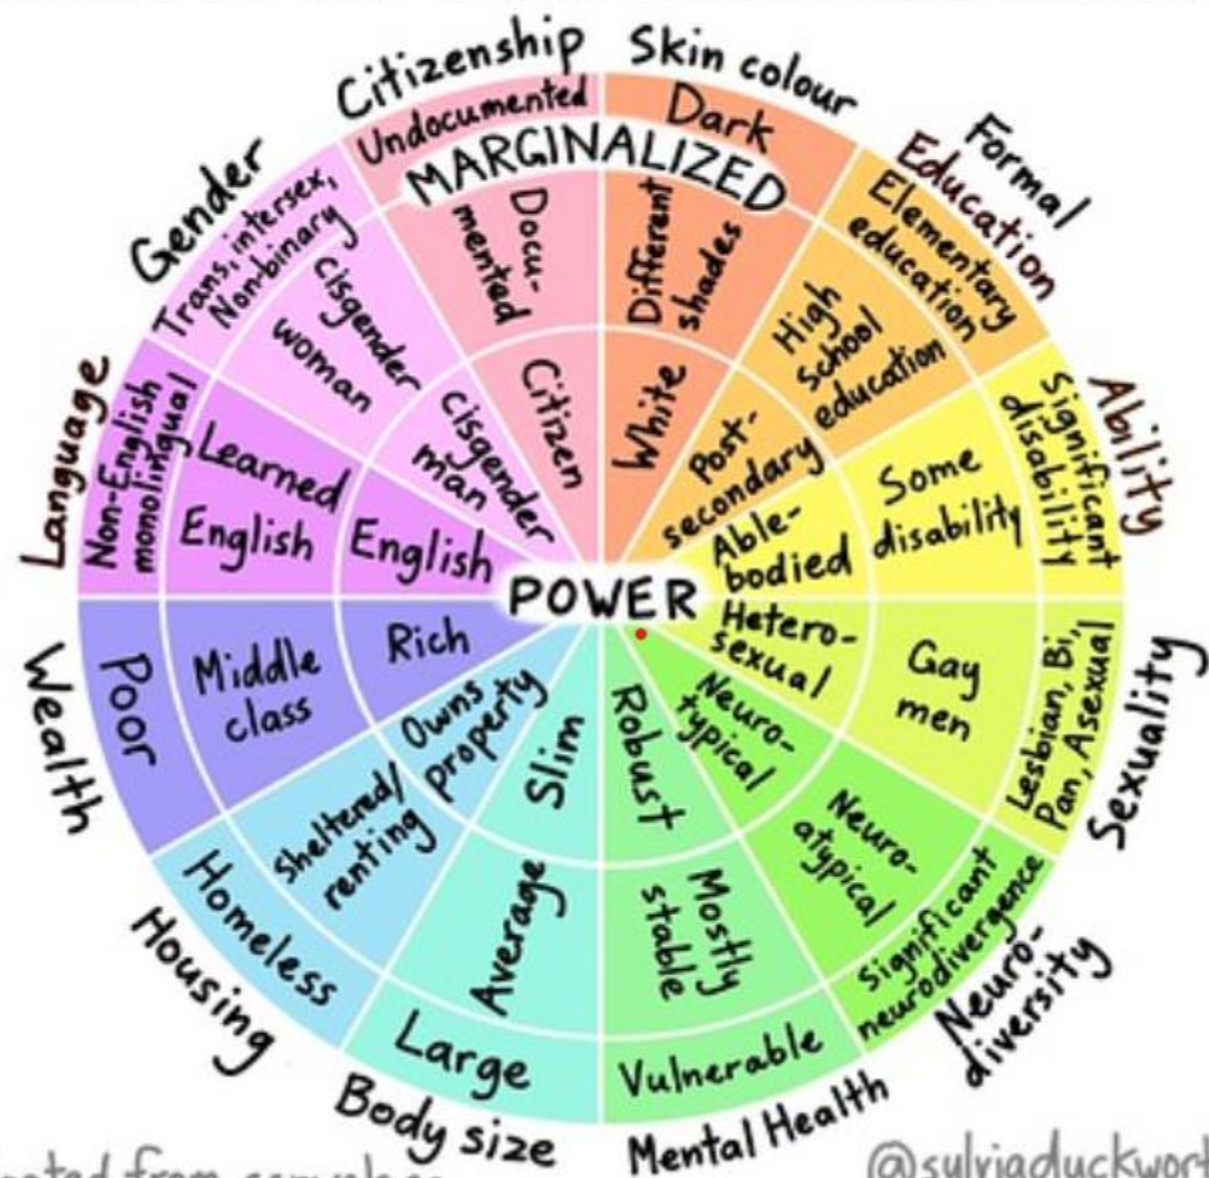 Citizenship
Undocumented
Docu-
mented
Citizen
Skin colour
Dark
Different
shades
White
Formal
Education
Elementary
education
High
School
education
Post-
secondary
Ability
Significant
disability
Some
disability
Able-
bodied
Sexuality
Lesbian, Bi,
Pan, Asexual
Gay
men
Hetero-
sexual
Neuro-
diversity
Significant
neurodivergence
Neuro-
atypical
Neuro-
typical
Mental Health
Vulnerable
Mostly
stable
Robust
Body size
Large
Average
Slim
Housing
Homeless
Sheltered/
renting
Owns
property
Wealth
Poor
Middle
class
Rich
Language
Non-English
monolingual
Learned
English
English
Gender
Trans, intersex,
Non-binary
cisgender
woman
cisgender
man
MARGINALIZED
POWER
from
@sylviaduckwort